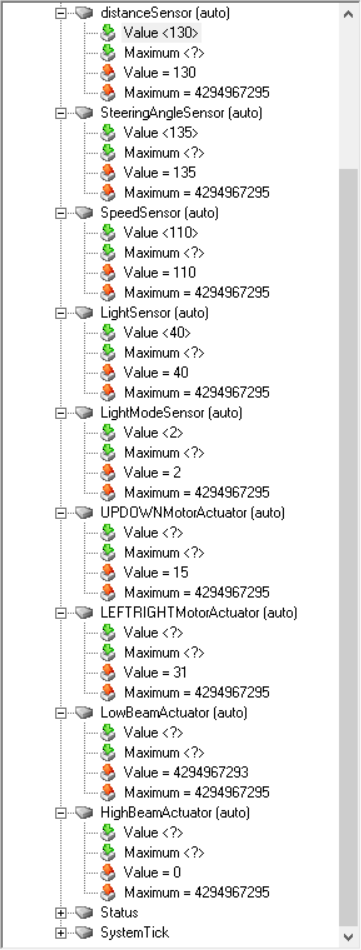 distanceSensor (auto)
Value <130>
Maximum <?>
Value = 130
Maximum = 4294967295
SteeringAngleSensor (auto)
Value <135>
Maximum <?>
Value = 135
Maximum = 4294967295
SpeedSensor (auto)
Value <110>
Maximum <?>
Value = 110
Maximum = 4294967295
LightSensor (auto)
Value <40>
Maximum <?>
Value = 40
Maximum = 4294967295
LightModeSensor (auto)
Value <2>
Maximum <?>
Value = 2
Maximum = 4294967295
UPDOWNMotorActuator (auto)
Value <?>
Maximum <?>
Value = 15
Maximum = 4294967295
LEFTRIGHTMotorActuator (auto)
Value <?>
Maximum <?>
Value = 31
Maximum = 4294967295
LowBeamActuator (auto)
Value <?>
Maximum <?>
Value = 4294967293
Maximum = 4294967295
HighBeamActuator (auto)
Value <?>
Maximum <?>
Value = 0
Maximum = 4294967295
Status
SystemTick